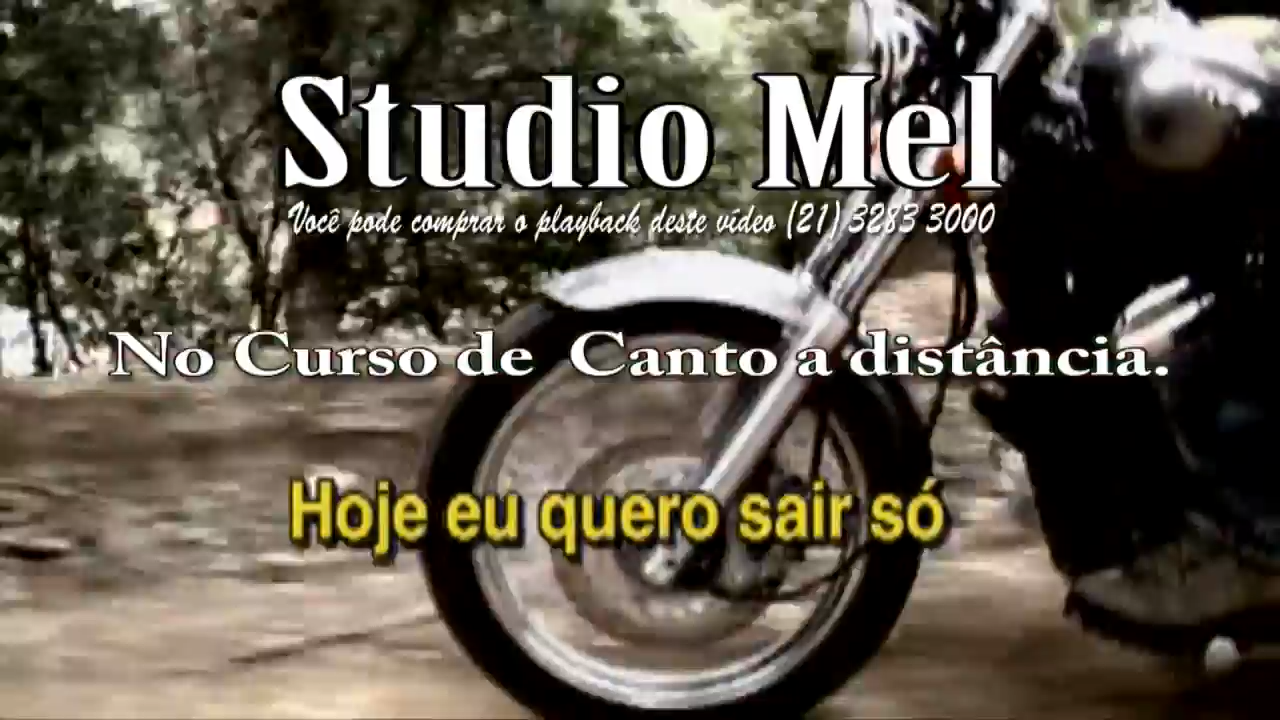 Studio Mel
Você pode comprar o playback deste vídeo (21) 3283 3000
No Curso de Canto a distância.
Hoje eu quero sair só